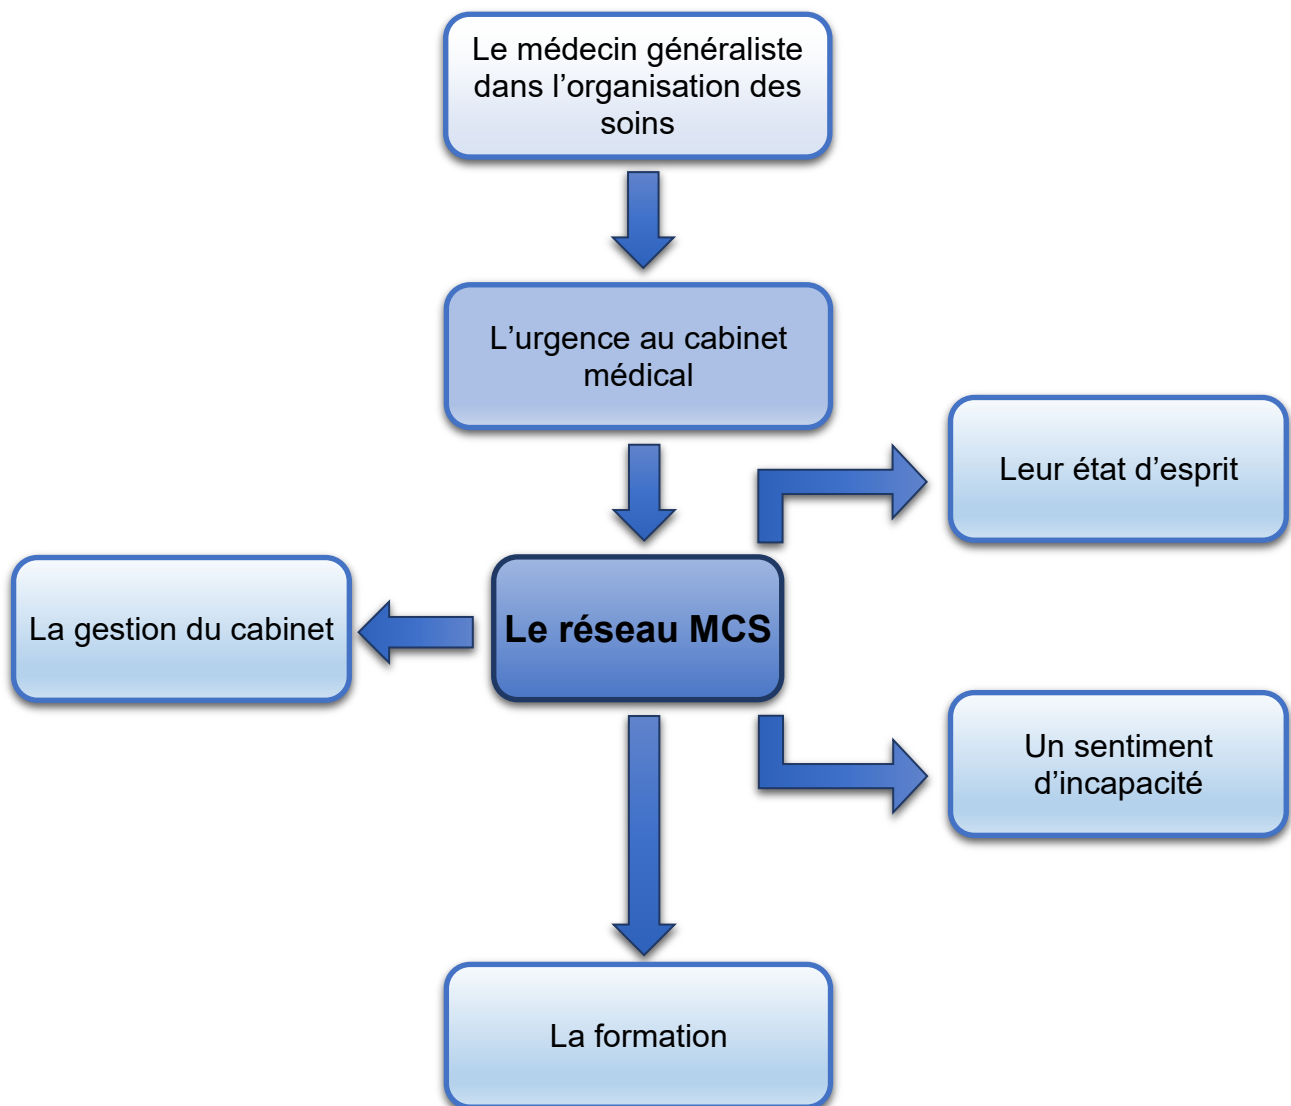 Le médecin généraliste
dans l’organisation des
soins
L’urgence au cabinet
médical
Leur état d’esprit
La gestion du cabinet
Le réseau MCS
Un sentiment
d’incapacité
La formation